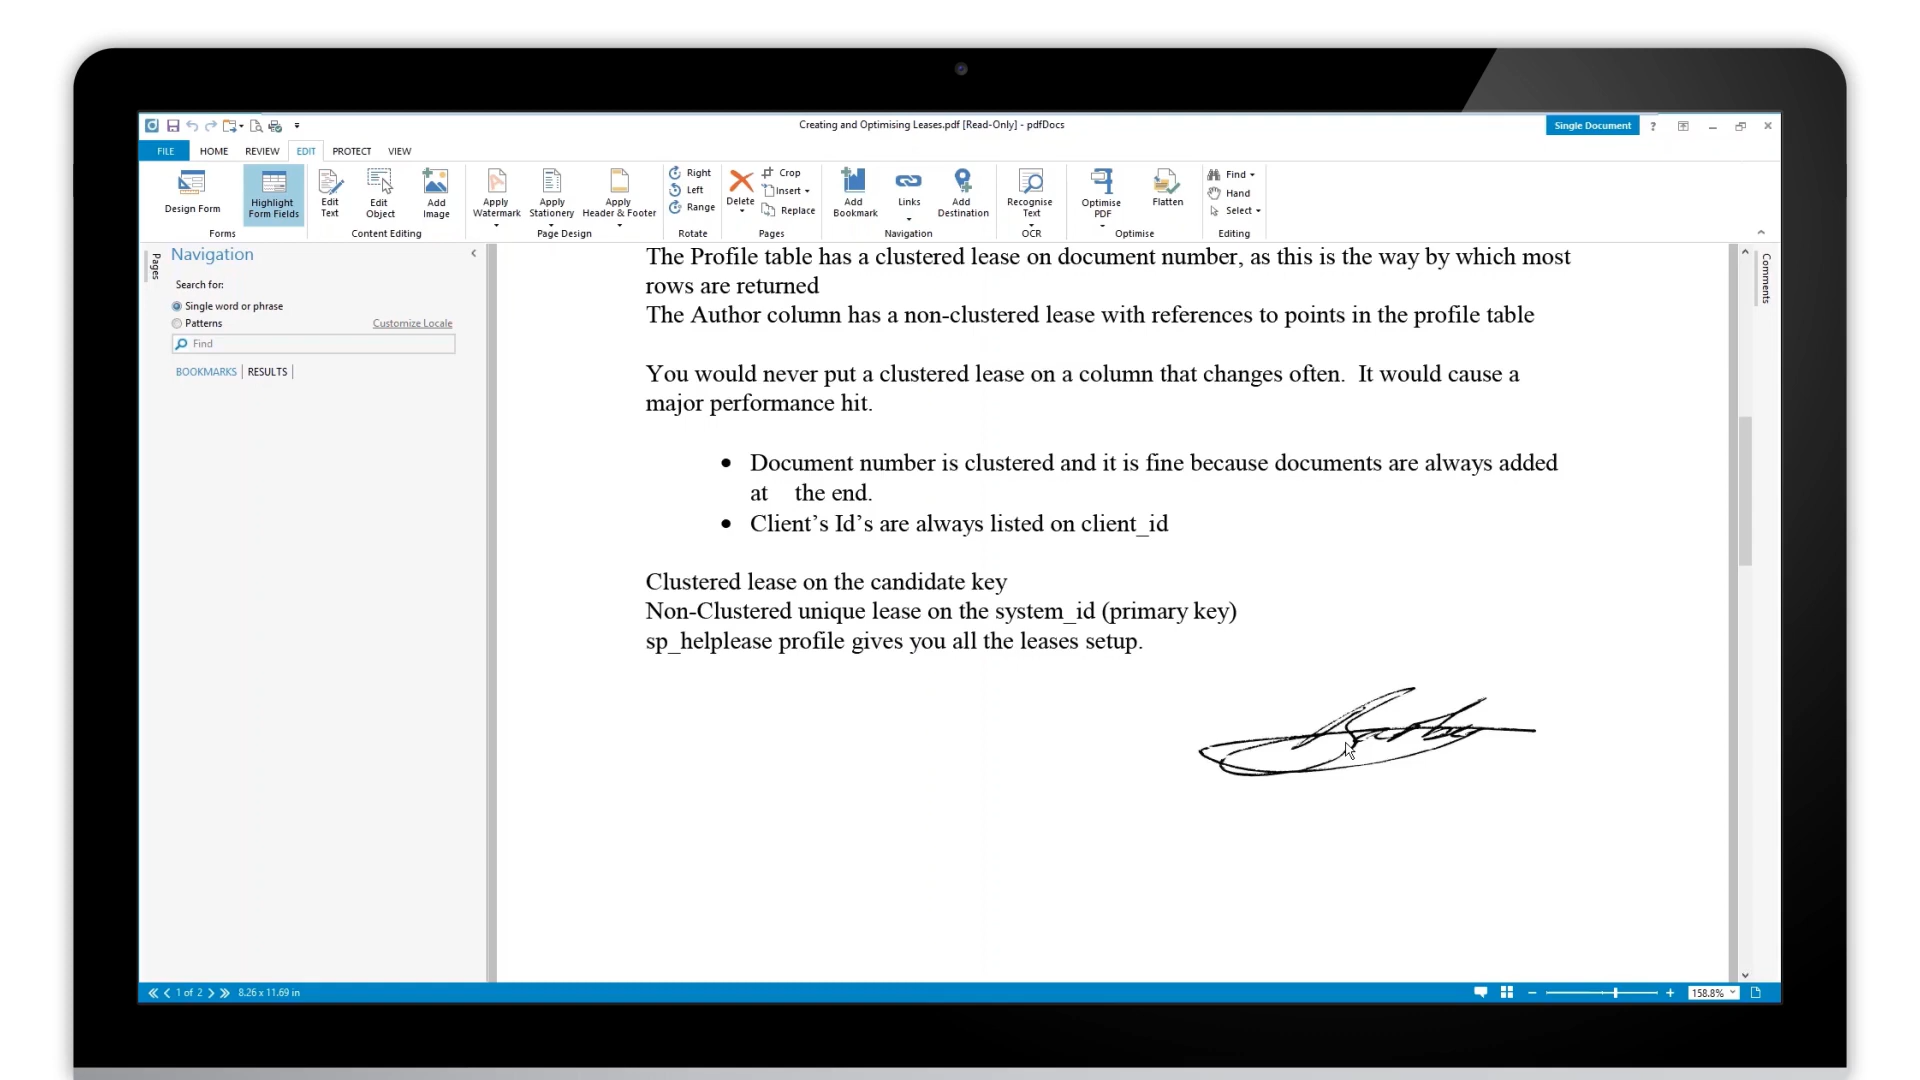 Creating and Optimising Leases.pdf [Read-Only] - pdfDocs
Single Document
?
FILE HOME REVIEW EDIT PROTECT VIEW
Design Form
Highlight Form Fields
Forms
Edit Text
Edit Object
Add Image
Content Editing
Apply Watermark
Apply Stationery
Apply Header & Footer
Page Design
Right
Left
Range
Rotate
Delete
Crop
Insert
Replace
Pages
Add Bookmark
Links
Add Destination
Navigation
Recognise Text
OCR
Optimise PDF
Flatten
Optimise
Find
Hand
Select
Editing
Pages
Navigation
Search for:
Single word or phrase
Patterns
Customize Locale
Find
BOOKMARKS | RESULTS |
The Profile table has a clustered lease on document number, as this is the way by which most
rows are returned
The Author column has a non-clustered lease with references to points in the profile table
You would never put a clustered lease on a column that changes often.  It would cause a
major performance hit.
• Document number is clustered and it is fine because documents are always added
at    the end.
• Client’s Id’s are always listed on client_id
Clustered lease on the candidate key
Non-Clustered unique lease on the system_id (primary key)
sp_helplease profile gives you all the leases setup.
Comments
1 of 2 8.26 x 11.69 in
158.8%